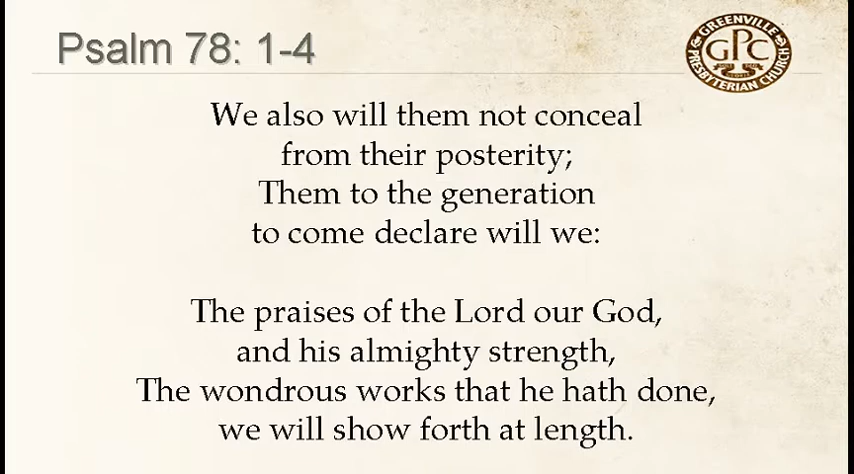 Psalm 78: 1-4
GREENVILLE
GPC
PRESBYTERIAN CHURCH
We also will them not conceal
from their posterity;
Them to the generation
to come declare will we:
The praises of the Lord our God,
and his almighty strength,
The wondrous works that he hath done,
we will show forth at length.